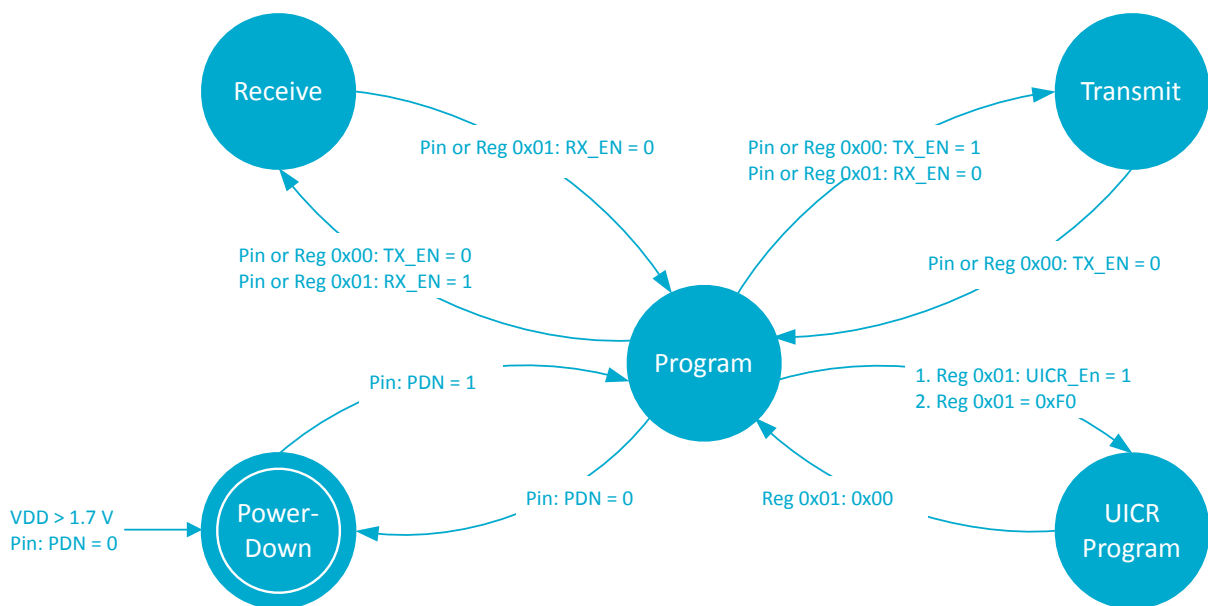 Receive
Transmit
Pin or Reg 0x01: RX_EN = 0
Pin or Reg 0x00: TX_EN = 1
Pin or Reg 0x01: RX_EN = 0
Pin or Reg 0x00: TX_EN = 0
Pin or Reg 0x01: RX_EN = 1
Pin or Reg 0x00: TX_EN = 0
Program
Pin: PDN = 1
1. Reg 0x01: UICR_En = 1
2. Reg 0x01 = 0xF0
Pin: PDN = 0
Reg 0x01: 0x00
VDD > 1.7 V
Pin: PDN = 0
Power-
Down
UICR
Program